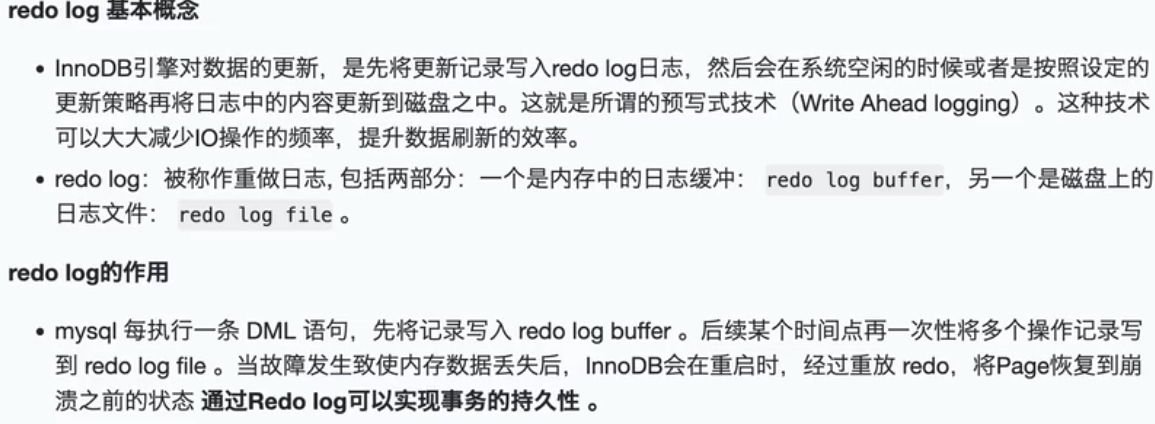 redo log 基本概念
• InnoDB引擎对数据的更新，是先将更新记录写入redo log日志，然后会在系统空闲的时候或者是按照设定的
更新策略再将日志中的内容更新到磁盘之中。这就是所谓的预写式技术（Write Ahead logging）。这种技术
可以大大减少IO操作的频率，提升数据刷新的效率。
• redo log：被称作重做日志, 包括两部分：一个是内存中的日志缓冲： redo log buffer，另一个是磁盘上的
日志文件： redo log file 。
redo log的作用
• mysql 每执行一条 DML 语句，先将记录写入 redo log buffer 。后续某个时间点再一次性将多个操作记录写
到 redo log file 。当故障发生致使内存数据丢失后，InnoDB会在重启时，经过重放 redo，将Page恢复到崩
溃之前的状态 通过Redo log可以实现事务的持久性 。